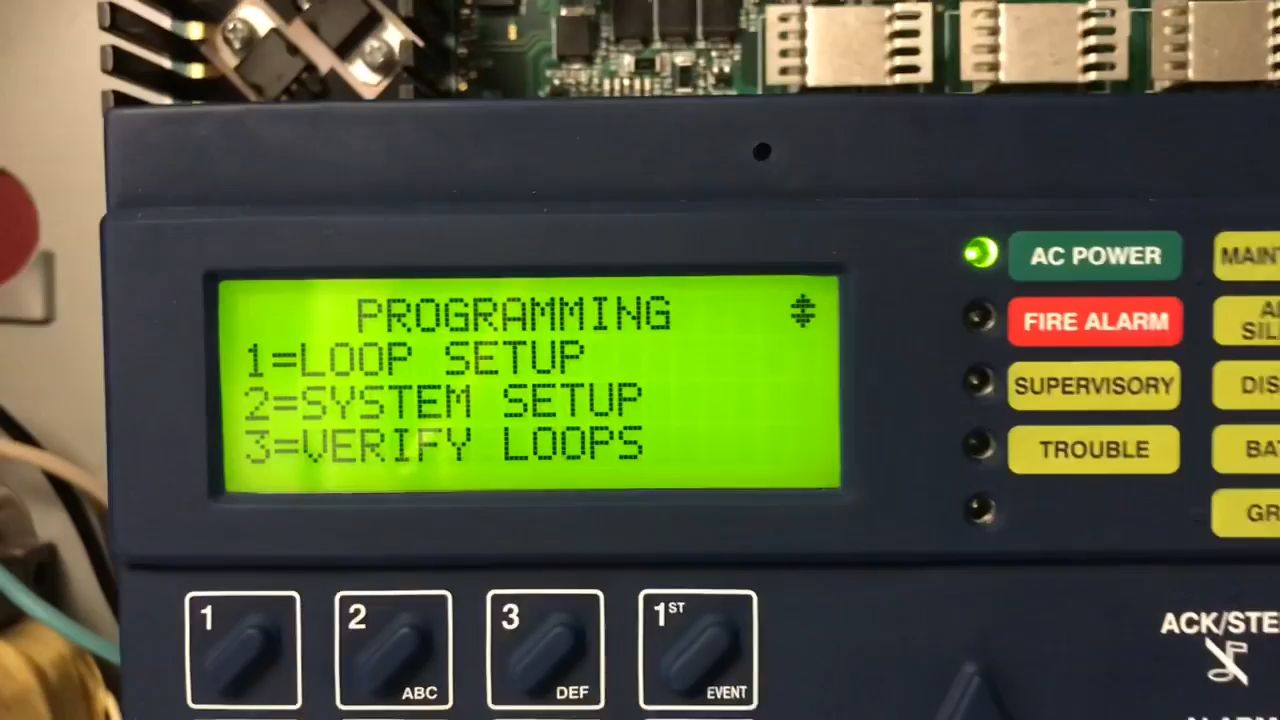 PROGRAMMING
1=LOOP SETUP
2=SYSTEM SETUP
3=VERIFY LOOPS
AC POWER
FIRE ALARM
SUPERVISORY
TROUBLE
MAIN
SIL
DIS
BA
GR
1
2 ABC
3 DEF
1ST EVENT
ACK/STE